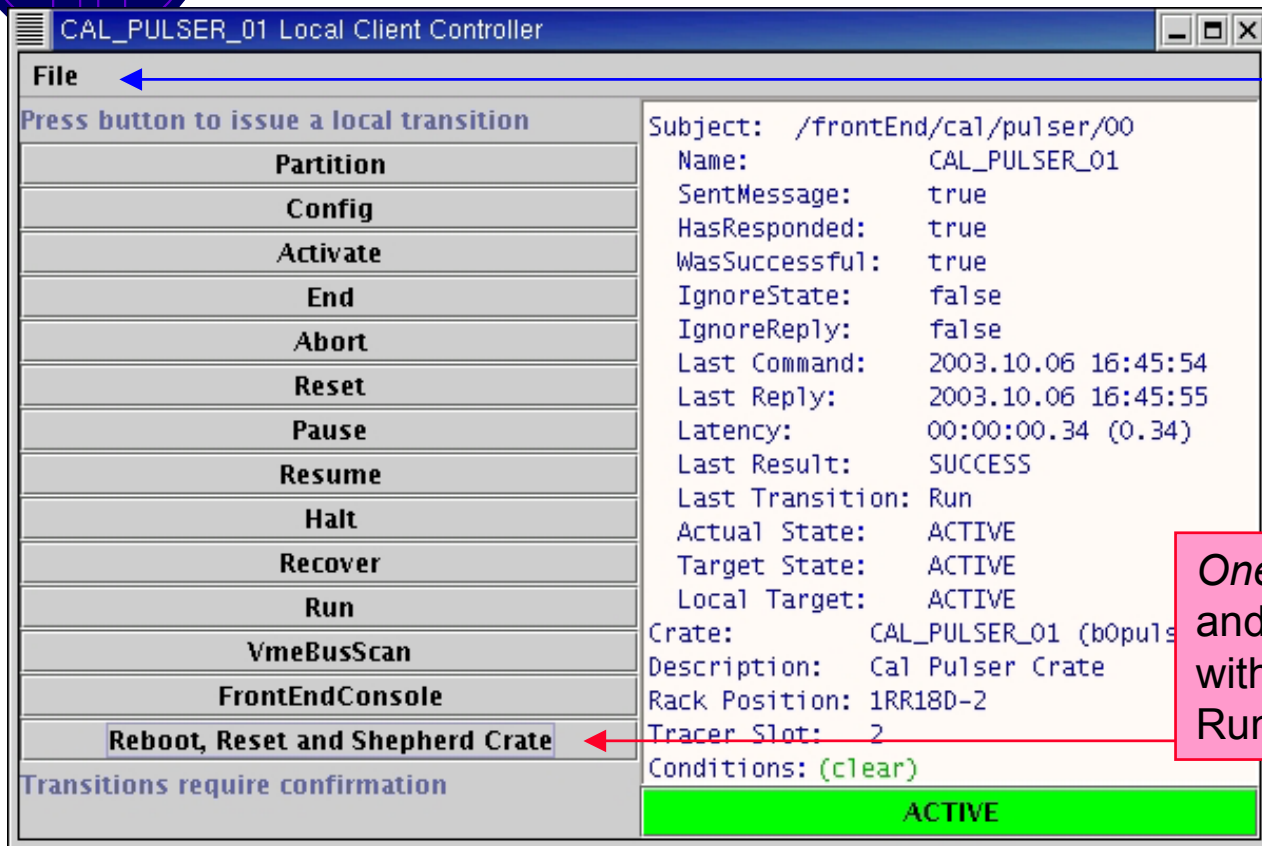 CAL_PULSER_01 Local Client Controller
File
Press button to issue a local transition
Partition
Config
Activate
End
Abort
Reset
Pause
Resume
Halt
Recover
Run
VmeBusScan
FrontEndConsole
Reboot, Reset and Shepherd Crate
Transitions require confirmation
Subject: /frontEnd/cal/pulser/00
Name: CAL_PULSER_01
SentMessage: true
HasResponded: true
WasSuccessful: true
IgnoreState: false
IgnoreReply: false
Last Command: 2003.10.06 16:45:54
Last Reply: 2003.10.06 16:45:55
Latency: 00:00:00.34 (0.34)
Last Result: SUCCESS
Last Transition: Run
Actual State: ACTIVE
Target State: ACTIVE
Local Target: ACTIVE
Crate: CAL_PULSER_01 (b0puls
Description: Cal Pulser Crate
Rack Position: 1RR18D-2
Tracer Slot: 2
Conditions: (clear)
ACTIVE
One
and
with
Run